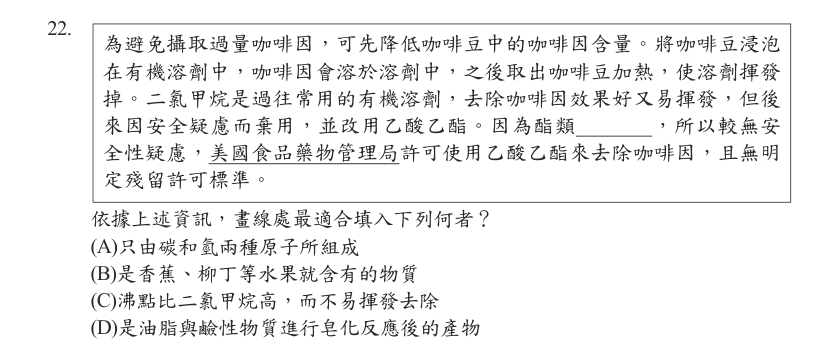 22.
為避免攝取過量咖啡因，可先降低咖啡豆中的咖啡因含量。將咖啡豆浸泡
在有機溶劑中，咖啡因會溶於溶劑中，之後取出咖啡豆加熱，使溶劑揮發
掉。二氯甲烷是過往常用的有機溶劑，去除咖啡因效果好又易揮發，但後
來因安全疑慮而棄用，並改用乙酸乙酯。因為酯類________，所以較無安
全性疑慮，美國食品藥物管理局許可使用乙酸乙酯來去除咖啡因，且無明
定殘留許可標準。
依據上述資訊，畫線處最適合填入下列何者？
(A)只由碳和氫兩種原子所組成
(B)是香蕉、柳丁等水果就含有的物質
(C)沸點比二氯甲烷高，而不易揮發去除
(D)是油脂與鹼性物質進行皂化反應後的產物